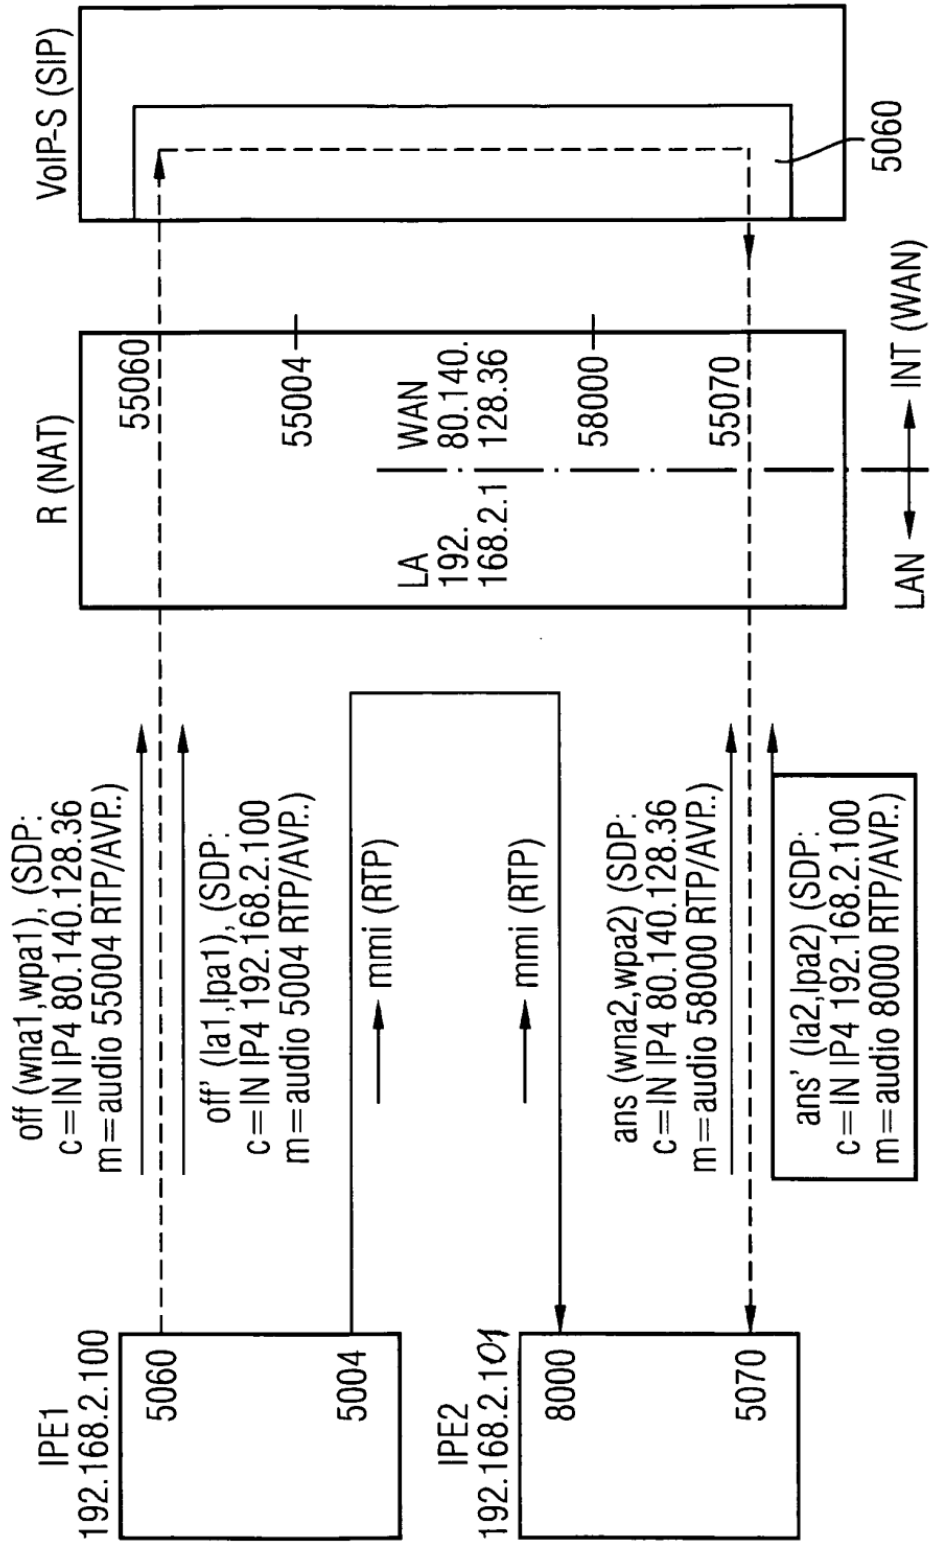 IPE1
192.168.2.100
5060
5004
IPE2
192.168.2.101
8000
5070
off (wna1,wpa1), (SDP:
c=IN IP4 80.140.128.36
m=audio 55004 RTP/AVP..)
off' (la1,lpa1), (SDP:
c=IN IP4 192.168.2.100
m=audio 5004 RTP/AVP..)
mmi (RTP)
mmi (RTP)
ans (wna2,wpa2) (SDP:
c=IN IP4 80.140.128.36
m=audio 58000 RTP/AVP..)
ans' (la2,lpa2) (SDP:
c=IN IP4 192.168.2.100
m=audio 8000 RTP/AVP..)
R (NAT)
55060
55004
LA
192.
168.2.1
WAN
80.140.
128.36
58000
55070
LAN
INT (WAN)
VoIP-S (SIP)
5060